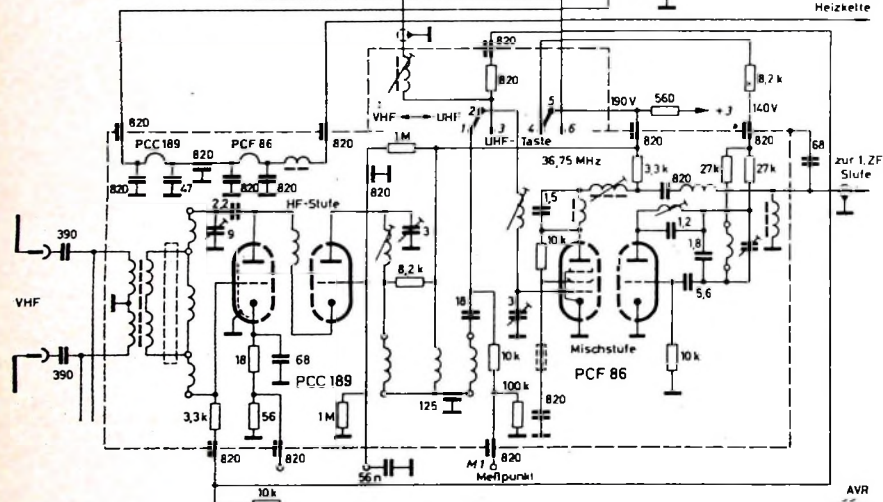 Heizkette
820
820
8,2 k
VHF
UHF
2
5
190 V
560
+3
140 V
1
3
4
6
UHF-Taste
820
PCC 189
820
PCF 86
820
1M
820
820
68
36,75 MHz
3,3 k
820
27k
27k
zur 1. ZF
Stufe
820
47
820
820
820
2,2
HF-Stufe
9
3
1,5
1,2
10 k
1,8
390
8,2 k
5,6
VHF
18
3
18
68
10 k
Mischstufe
10 k
390
PCC 189
PCF 86
100 k
3,3 k
56
1 M
125
820
820
820
M1
820
56 n
Meßpunkt
10 k
AVR